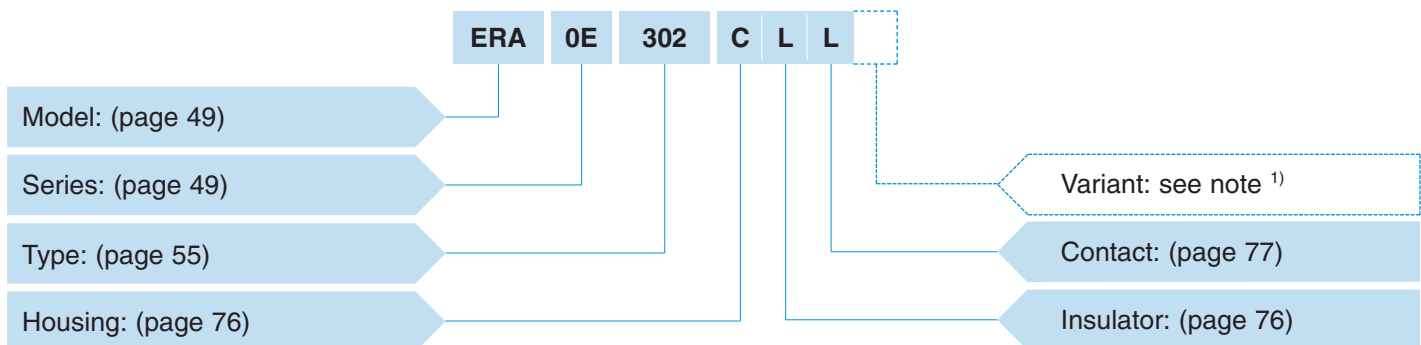 ERA 0E 302 C L L
Model: (page 49)
Series: (page 49)
Variant: see note 1)
Type: (page 55)
Contact: (page 77)
Housing: (page 76)
Insulator: (page 76)